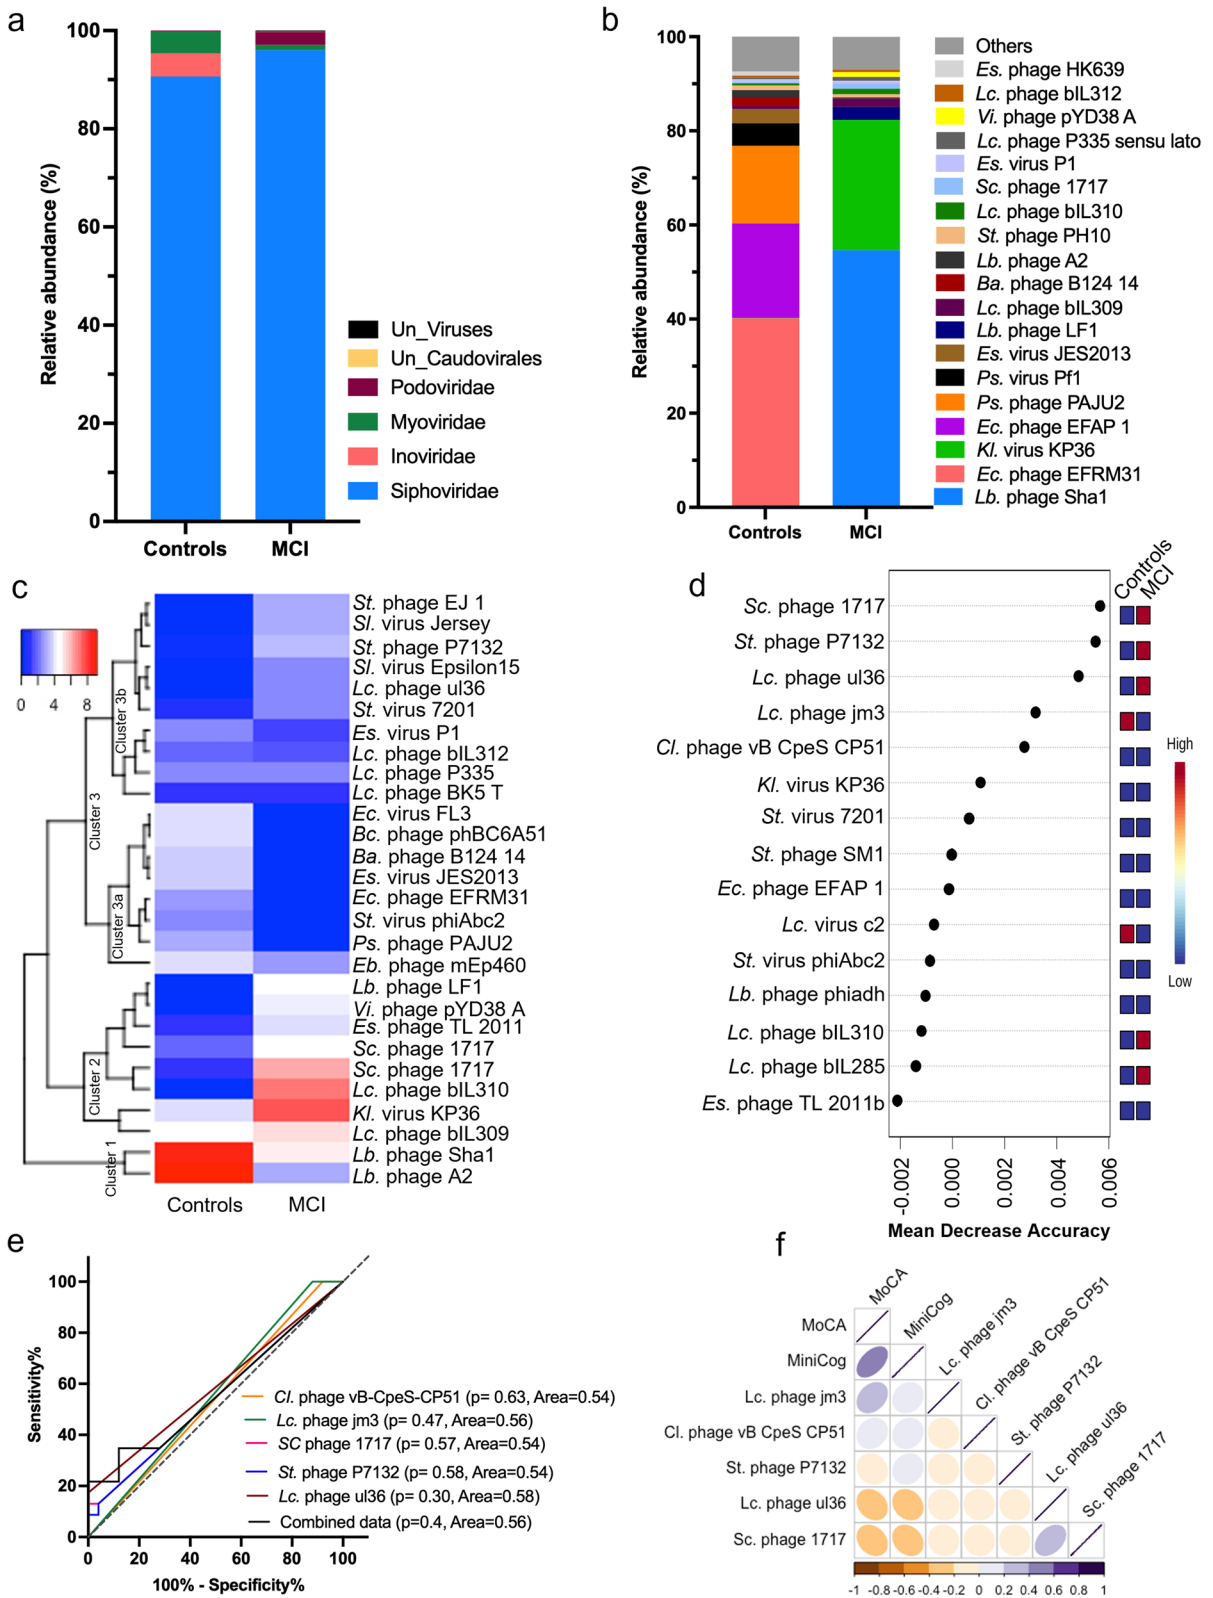 a
100
80
60
40
20
0
Relative abundance (%)
Controls
MCI
Un_Viruses
Un_Caudovirales
Podoviridae
Myoviridae
Inoviridae
Siphoviridae
b
100
80
60
40
20
0
Relative abundance (%)
Controls
MCI
Others
Es. phage HK639
Lc. phage bIL312
Vi. phage pYD38 A
Lc. phage P335 sensu lato
Es. virus P1
Sc. phage 1717
Lc. phage bIL310
St. phage PH10
Lb. phage A2
Ba. phage B124 14
Lc. phage bIL309
Lb. phage LF1
Es. virus JES2013
Ps. virus Pf1
Ps. phage PAJU2
Ec. phage EFAP 1
Kl. virus KP36
Ec. phage EFRM31
Lb. phage Sha1
c
0 4 8
Cluster 3b
Cluster 3
Cluster 3a
Cluster 2
Cluster 1
St. phage EJ 1
Sl. virus Jersey
St. phage P7132
Sl. virus Epsilon15
Lc. phage ul36
St. virus 7201
Es. virus P1
Lc. phage bIL312
Lc. phage P335
Lc. phage BK5 T
Ec. virus FL3
Bc. phage phBC6A51
Ba. phage B124 14
Es. virus JES2013
Ec. phage EFRM31
St. virus phiAbc2
Ps. phage PAJU2
Eb. phage mEp460
Lb. phage LF1
Vi. phage pYD38 A
Es. phage TL 2011
Sc. phage 1717
Sc. phage 1717
Lc. phage bIL310
Kl. virus KP36
Lc. phage bIL309
Lb. phage Sha1
Lb. phage A2
Controls
MCI
d
Controls
MCI
Sc. phage 1717
St. phage P7132
Lc. phage ul36
Lc. phage jm3
Cl. phage vB CpeS CP51
Kl. virus KP36
St. virus 7201
St. phage SM1
Ec. phage EFAP 1
Lc. virus c2
St. virus phiAbc2
Lb. phage phiadh
Lc. phage bIL310
Lc. phage bIL285
Es. phage TL 2011b
-0.002
0.000
0.002
0.004
0.006
Mean Decrease Accuracy
High
Low
e
100
80
60
40
20
0
Sensitivity%
0 20 40 60 80 100
100% - Specificity%
Cl. phage vB-CpeS-CP51 (p= 0.63, Area=0.54)
Lc. phage jm3 (p= 0.47, Area=0.56)
SC phage 1717 (p= 0.57, Area=0.54)
St. phage P7132 (p= 0.58, Area=0.54)
Lc. phage ul36 (p= 0.30, Area=0.58)
Combined data (p=0.4, Area=0.56)
f
MoCA
MiniCog
Lc. phage jm3
Cl. phage vB CpeS CP51
St. phage P7132
Lc. phage ul36
Sc. phage 1717
MoCA
MiniCog
Lc. phage jm3
Cl. phage vB CpeS CP51
St. phage P7132
Lc. phage ul36
Sc. phage 1717
-1 -0.8 -0.6 -0.4 -0.2 0 0.2 0.4 0.6 0.8 1